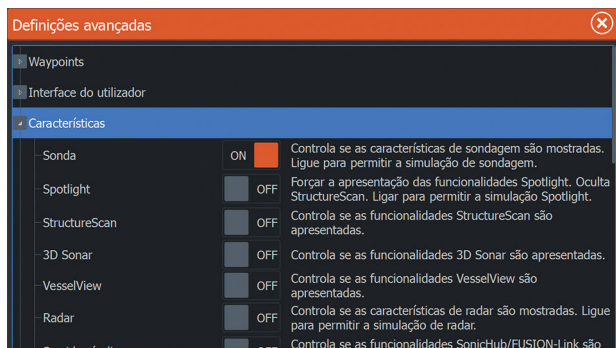 Definições avançadas
Waypoints
Interface do utilizador
Características
Sonda
ON
Controla se as características de sondagem são mostradas.
Ligue para permitir a simulação de sondagem.
Spotlight
OFF
Forçar a apresentação das funcionalidades Spotlight. Oculta
StructureScan. Ligar para permitir a simulação Spotlight.
StructureScan
OFF
Controla se as funcionalidades StructureScan são
apresentadas.
3D Sonar
OFF
Controla se as funcionalidades 3D Sonar são apresentadas.
VesselView
OFF
Controla se as funcionalidades VesselView são
apresentadas.
Radar
OFF
Controla se as características de radar são mostradas. Ligue
para permitir a simulação de radar.
OFF
Controla se as funcionalidades SonicHub/FUSION-Link são